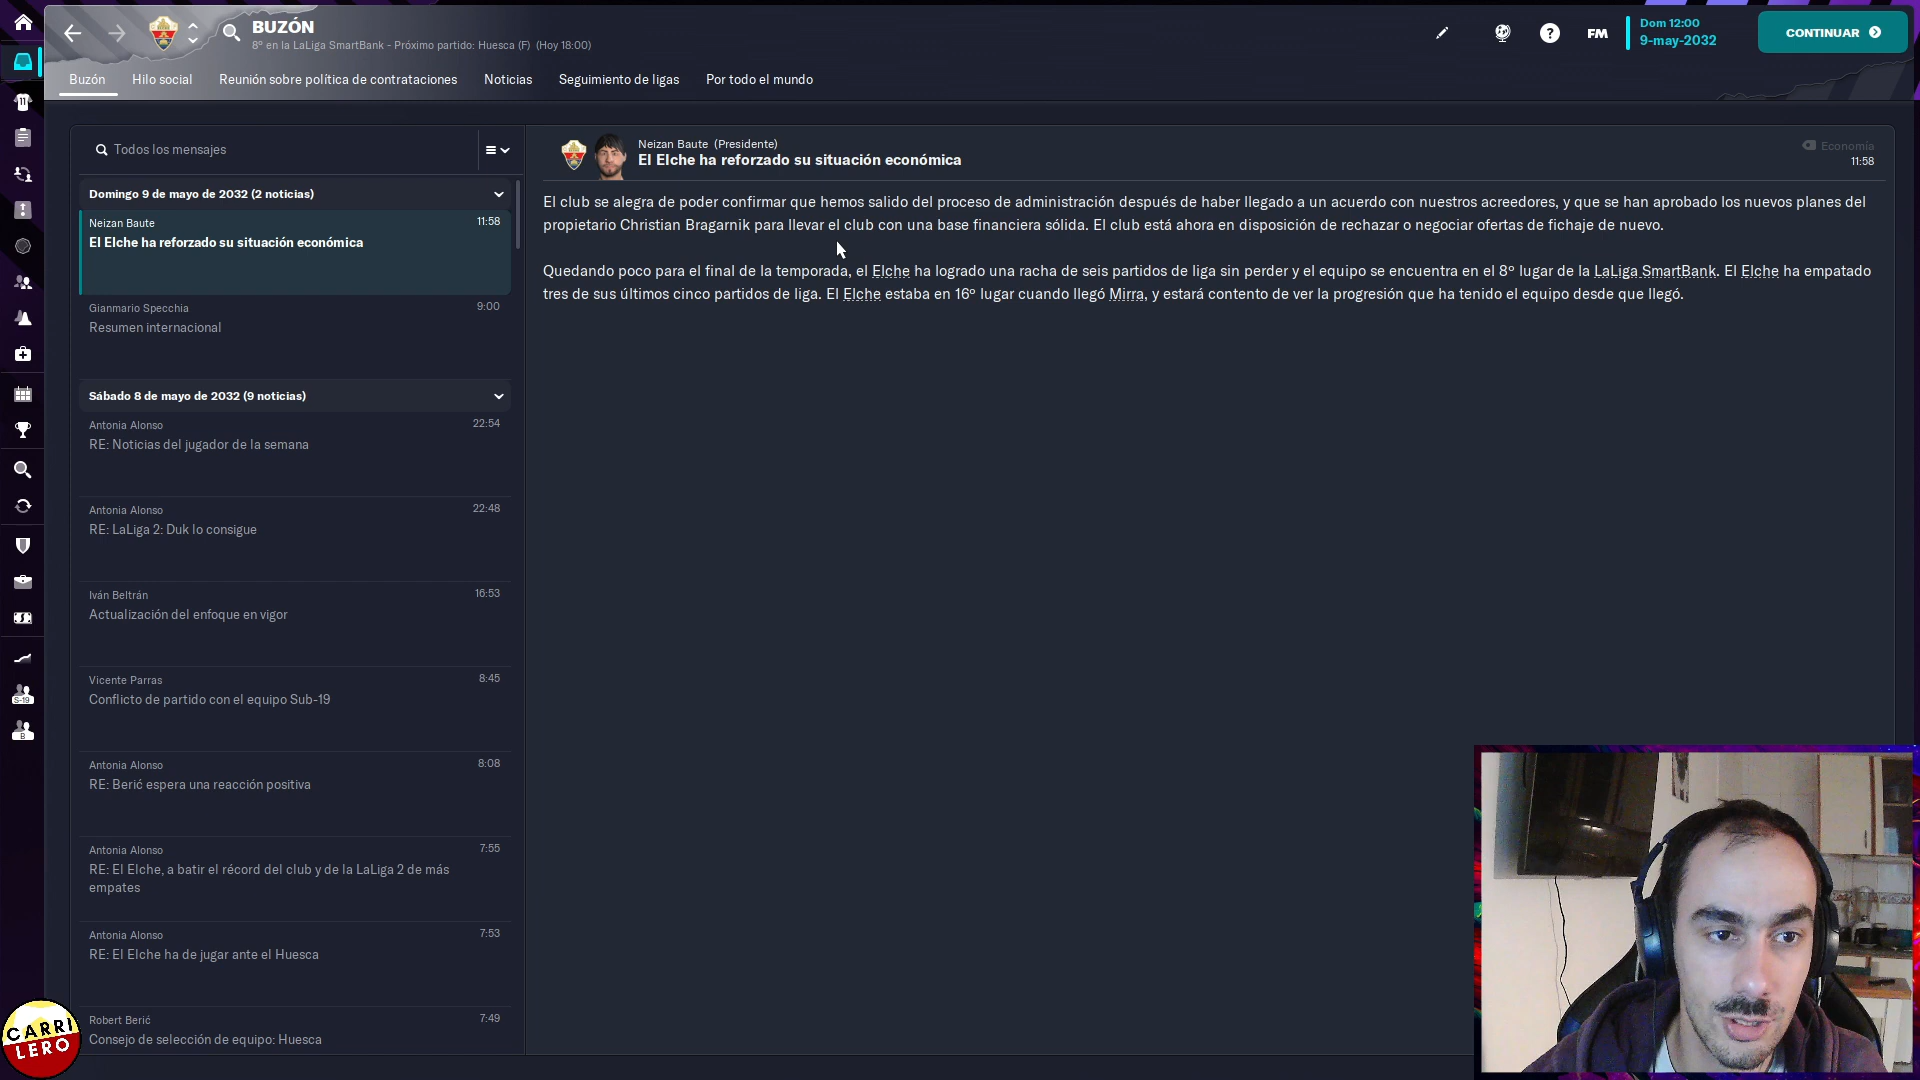 BUZÓN
8º en la LaLiga SmartBank - Próximo partido: Huesca (F) (Hoy 18:00)
FM
Dom 12:00
9-may-2032
CONTINUAR
Buzón
Hilo social
Reunión sobre política de contrataciones
Noticias
Seguimiento de ligas
Por todo el mundo
Todos los mensajes
Domingo 9 de mayo de 2032 (2 noticias)
Neizan Baute 11:58
El Elche ha reforzado su situación económica
Gianmario Specchia 9:00
Resumen internacional
Sábado 8 de mayo de 2032 (9 noticias)
Antonia Alonso 22:54
RE: Noticias del jugador de la semana
Antonia Alonso 22:48
RE: LaLiga 2: Duk lo consigue
Iván Beltrán 16:53
Actualización del enfoque en vigor
Vicente Parras 8:45
Conflicto de partido con el equipo Sub-19
Antonia Alonso 8:08
RE: Berić espera una reacción positiva
Antonia Alonso 7:55
RE: El Elche, a batir el récord del club y de la LaLiga 2 de más
empates
Antonia Alonso 7:53
RE: El Elche ha de jugar ante el Huesca
Robert Berić 7:49
Consejo de selección de equipo: Huesca
Neizan Baute (Presidente)
El Elche ha reforzado su situación económica
Economía
11:58
El club se alegra de poder confirmar que hemos salido del proceso de administración después de haber llegado a un acuerdo con nuestros acreedores, y que se han aprobado los nuevos planes del
propietario Christian Bragarnik para llevar el club con una base financiera sólida. El club está ahora en disposición de rechazar o negociar ofertas de fichaje de nuevo.
Quedando poco para el final de la temporada, el Elche ha logrado una racha de seis partidos de liga sin perder y el equipo se encuentra en el 8º lugar de la LaLiga SmartBank. El Elche ha empatado
tres de sus últimos cinco partidos de liga. El Elche estaba en 16º lugar cuando llegó Mirra, y estará contento de ver la progresión que ha tenido el equipo desde que llegó.
11
S-19
B
CARRI
LERO